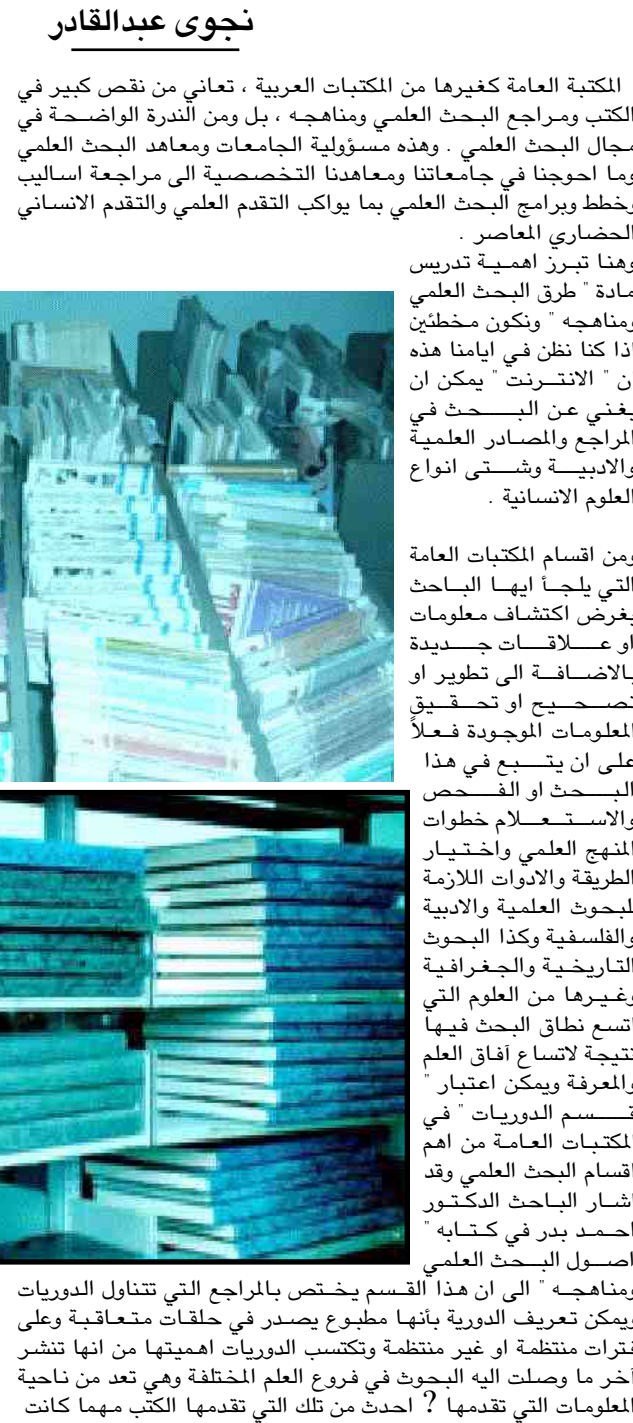 نجوى عبدالقادر
المكتبة العامة كغيرها من المكتبات العربية ، تعاني من نقص كبير في
الكتب ومراجع البحث العلمي ومناهجه ، بل ومن الندرة الواضحة في
مجال البحث العلمي . وهذه مسؤولية الجامعات ومعاهد البحث العلمي
وما احوجنا في جامعاتنا ومعاهدنا التخصصية الى مراجعة اساليب
وخطط وبرامج البحث العلمي بما يواكب التقدم العلمي والتقدم الانساني
الحضاري المعاصر .
وهنا تبرز اهمية تدريس
مادة " طرق البحث العلمي
ومناهجه " ونكون مخطئين
اذا كنا نظن في ايامنا هذه
ان " الانترنت " يمكن ان
يغني عن البحث في
المراجع والمصادر العلمية
والادبية وشتى انواع
العلوم الانسانية .
ومن اقسام المكتبات العامة
التي يلجأ ايها الباحث
بغرض اكتشاف معلومات
او علاقات جديدة
بالاضافة الى تطوير او
تصحيح او تحقيق
المعلومات الموجودة فعلاً
على ان يتبع في هذا
البحث او الفحص
والاستعلام خطوات
المنهج العلمي واختيار
الطريقة والادوات اللازمة
للبحوث العلمية والادبية
والفلسفية وكذا البحوث
التاريخية والجغرافية
وغيرها من العلوم التي
اتسع نطاق البحث فيها
نتيجة لاتساع آفاق العلم
والمعرفة ويمكن اعتبار "
قسم الدوريات " في
المكتبات العامة من اهم
اقسام البحث العلمي وقد
اشار الباحث الدكتور
احمد بدر في كتابه "
اصول البحث العلمي
ومناهجه " الى ان هذا القسم يختص بالمراجع التي تتناول الدوريات
ويمكن تعريف الدورية بأنها مطبوع يصدر في حلقات متعاقبة وعلى
فترات منتظمة او غير منتظمة وتكتسب الدوريات اهميتها من انها تنشر
آخر ما وصلت اليه البحوث في فروع العلم المختلفة وهي تعد من ناحية
المعلومات التي تقدمها ? احدث من تلك التي تقدمها الكتب مهما كانت